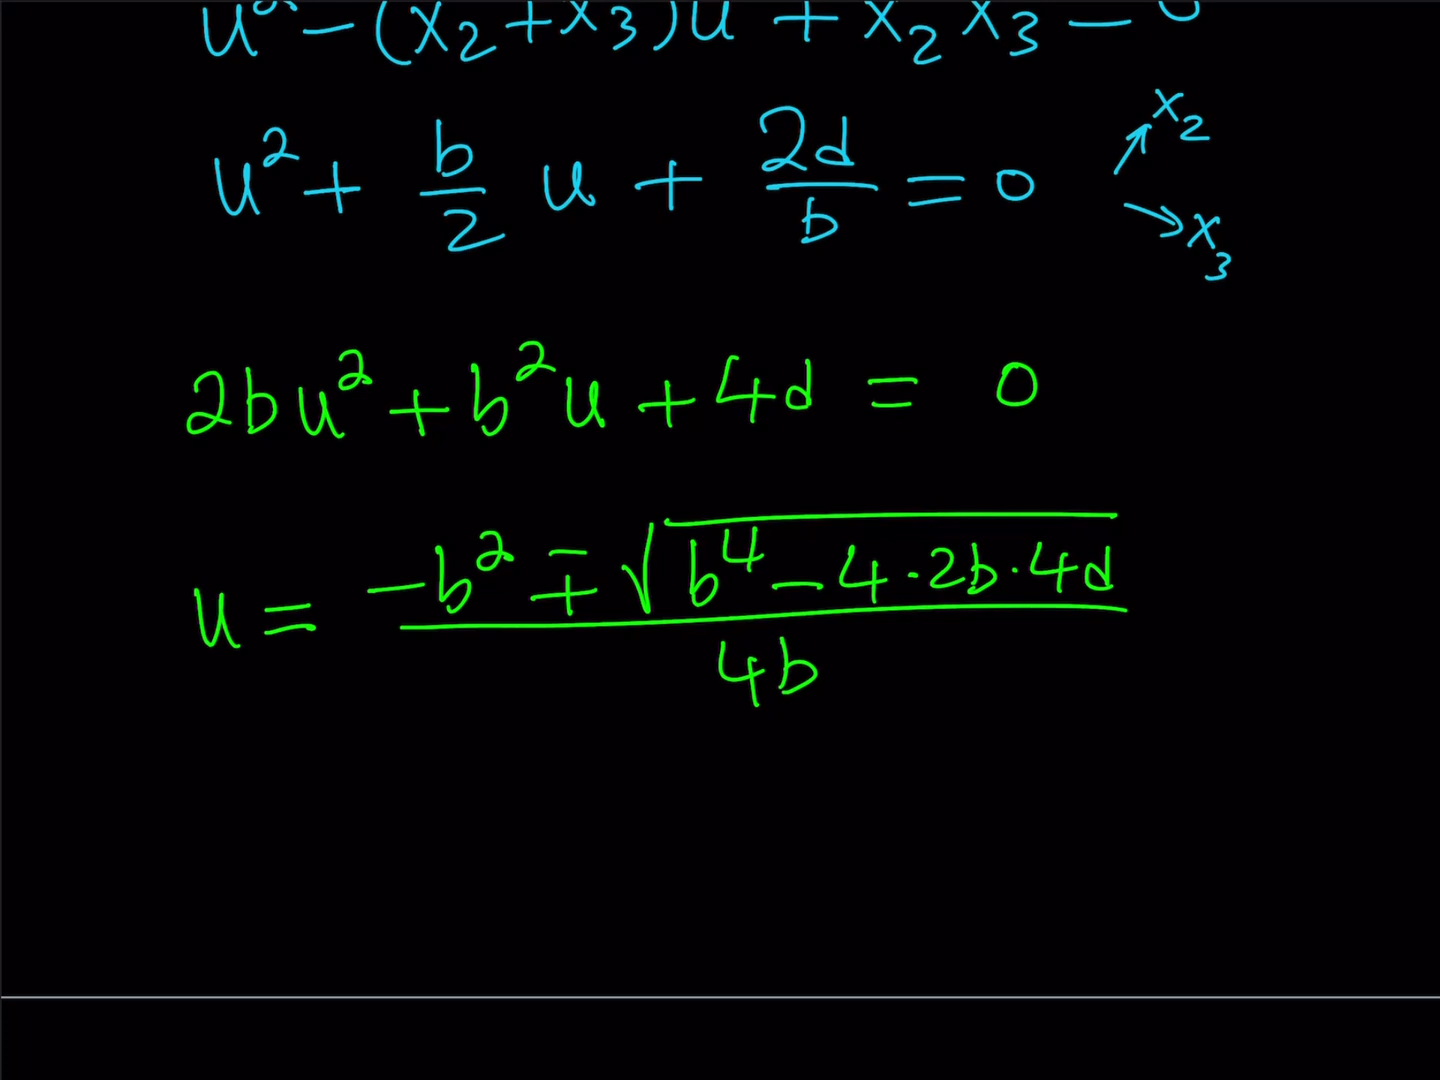 u² − (x₂+x₃)u + x₂x₃ = 0
u² + b/2 u + 2d/b = 0 ↗ x₂ → x₃
2bu² + b²u + 4d = 0
u = (−b² ∓ √(b⁴ − 4·2b·4d)) / 4b